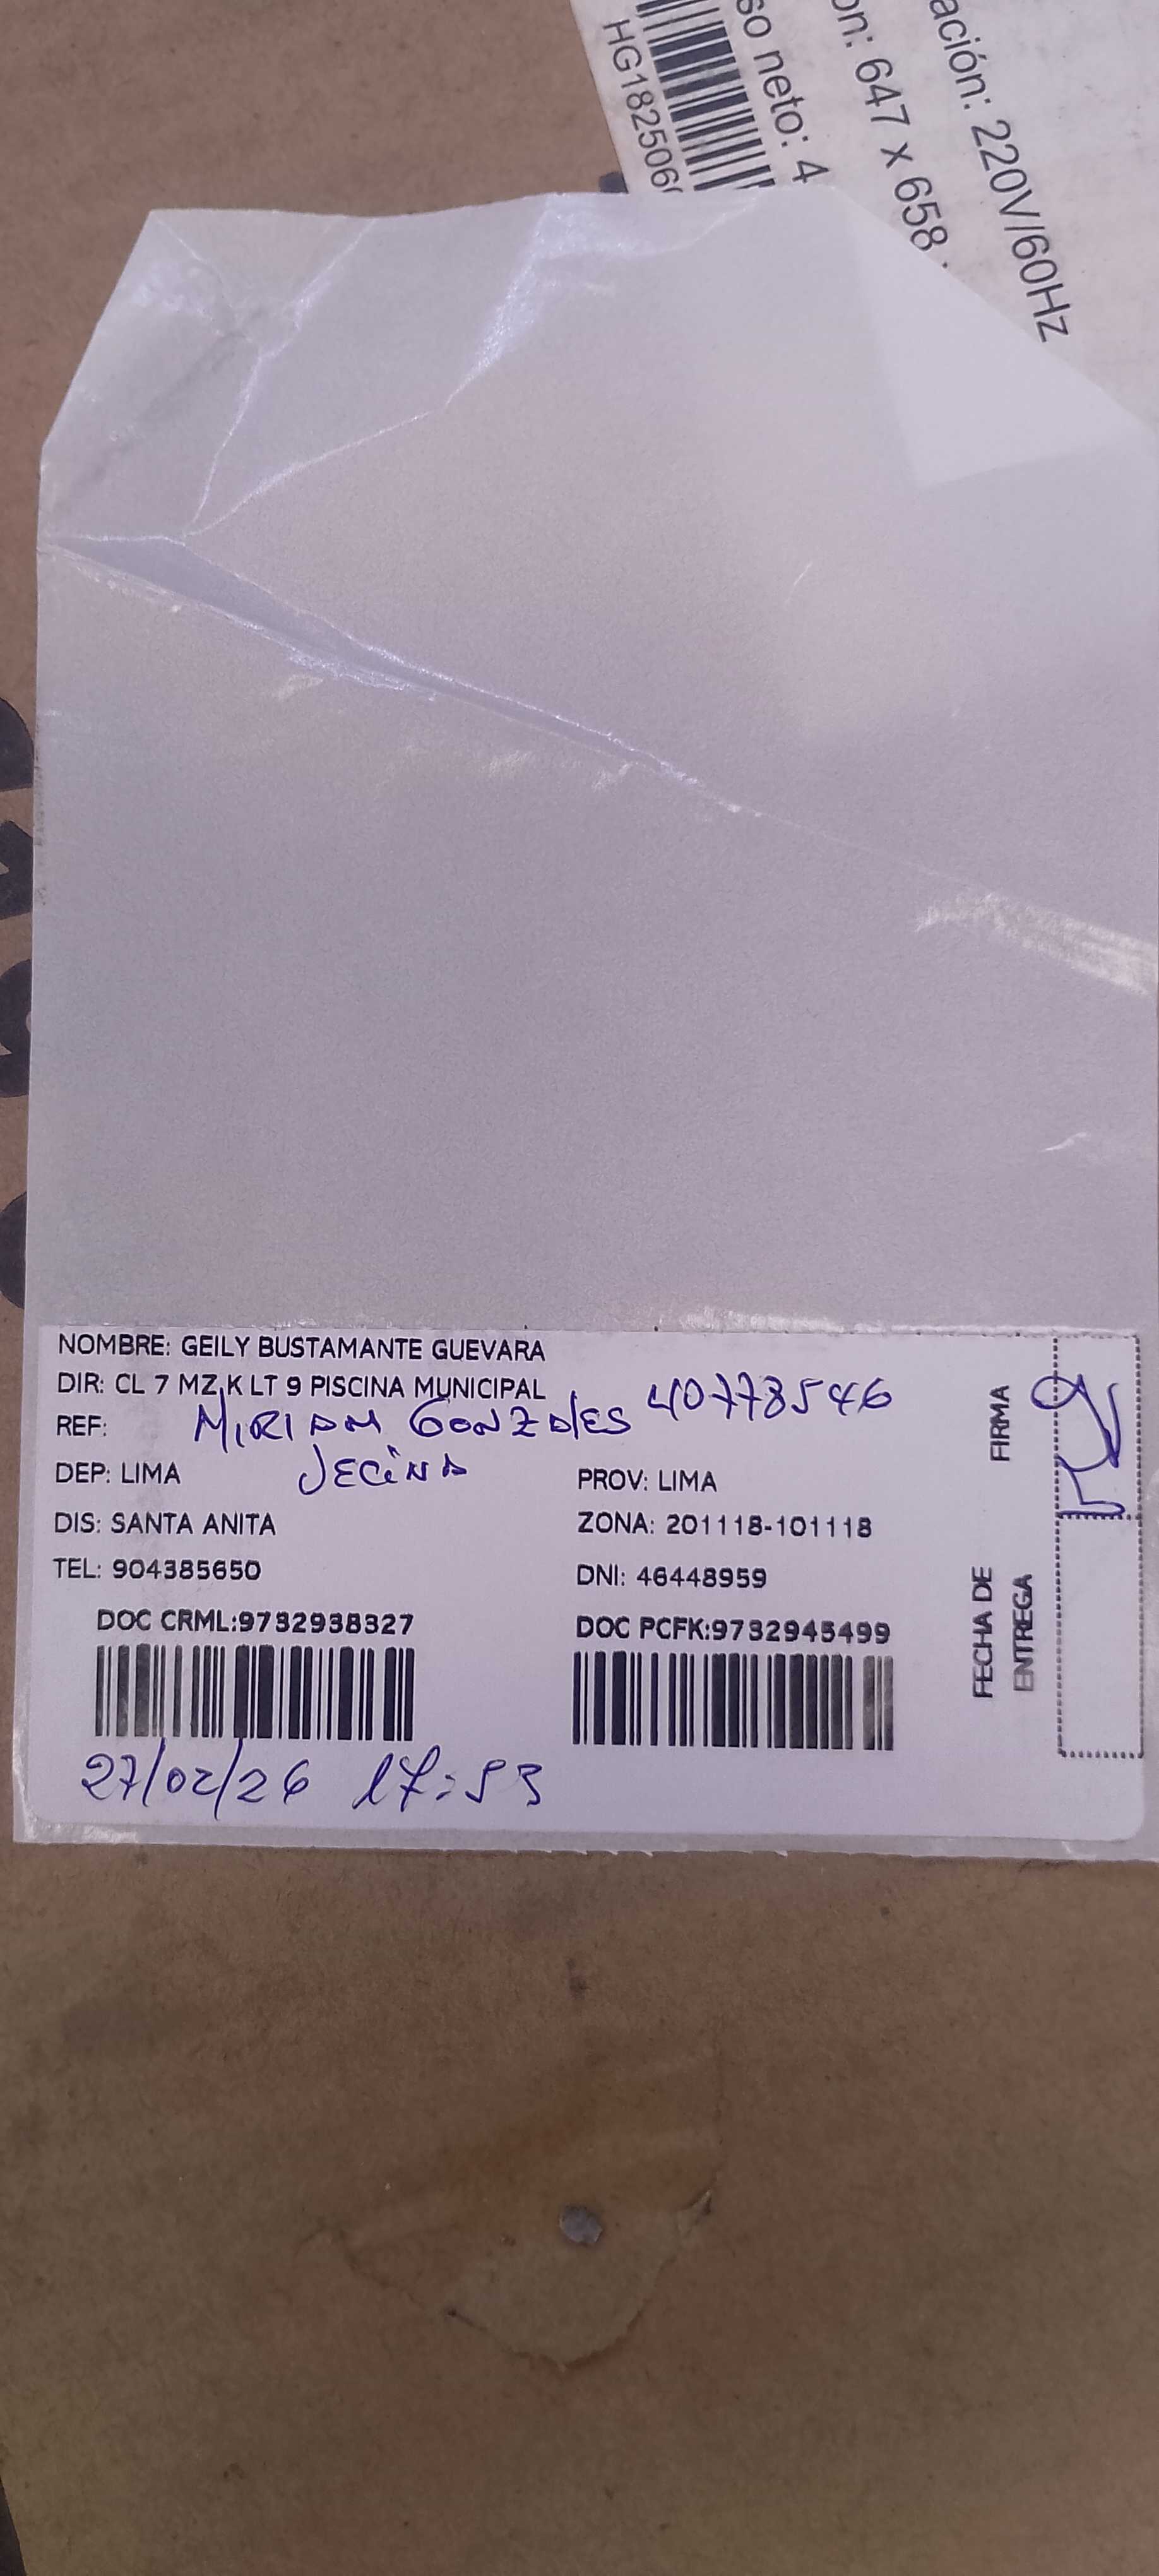 ación: 220V/60Hz
ón: 647 x 658
so neto: 4
HG182506
NOMBRE: GEILY BUSTAMANTE GUEVARA
DIR: CL 7 MZ K LT 9 PISCINA MUNICIPAL
REF:
MIRIAM GONZALES 40778546
VECINA
DEP: LIMA
PROV: LIMA
DIS: SANTA ANITA
ZONA: 201118-101118
TEL: 904385650
DNI: 46448959
DOC CRML:9732938327
DOC PCFK:9732945499
27/02/26 17:53
FIRMA
FECHA DE
ENTREGA